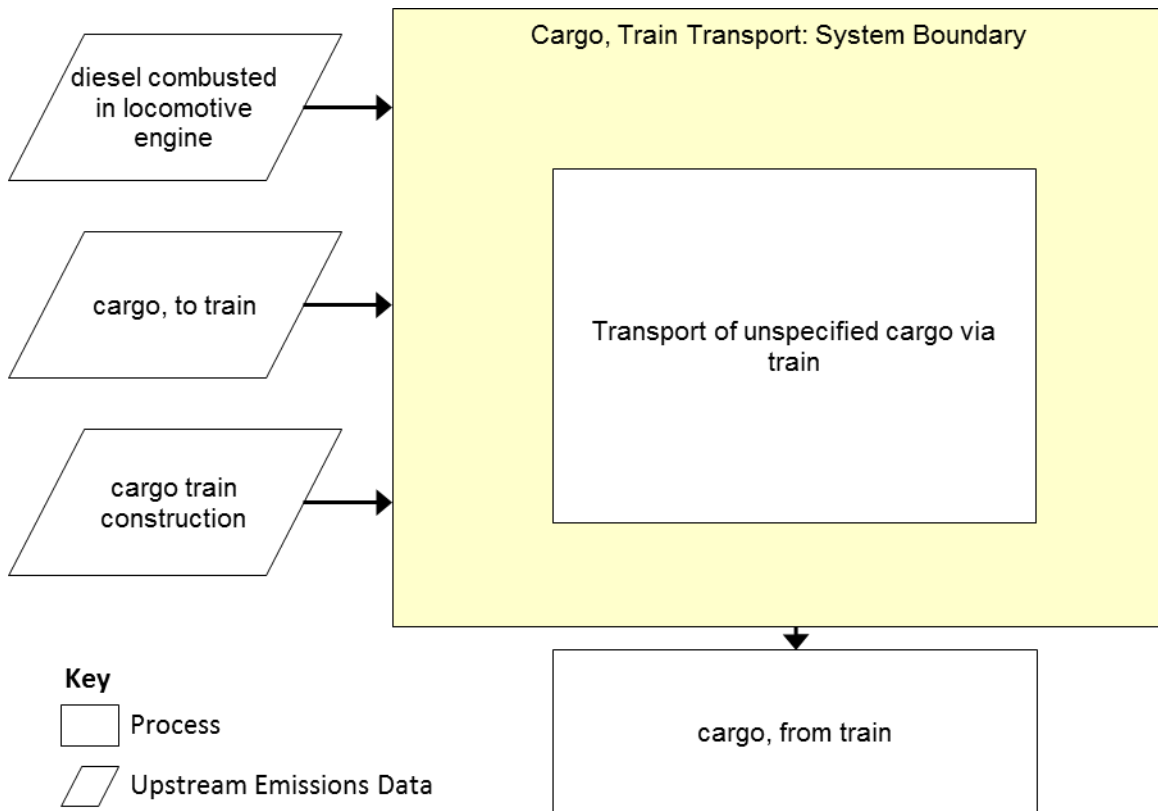 Cargo, Train Transport: System Boundary
diesel combusted
in locomotive
engine
cargo, to train
Transport of unspecified cargo via
train
cargo train
construction
cargo, from train
Key
Process
Upstream Emissions Data